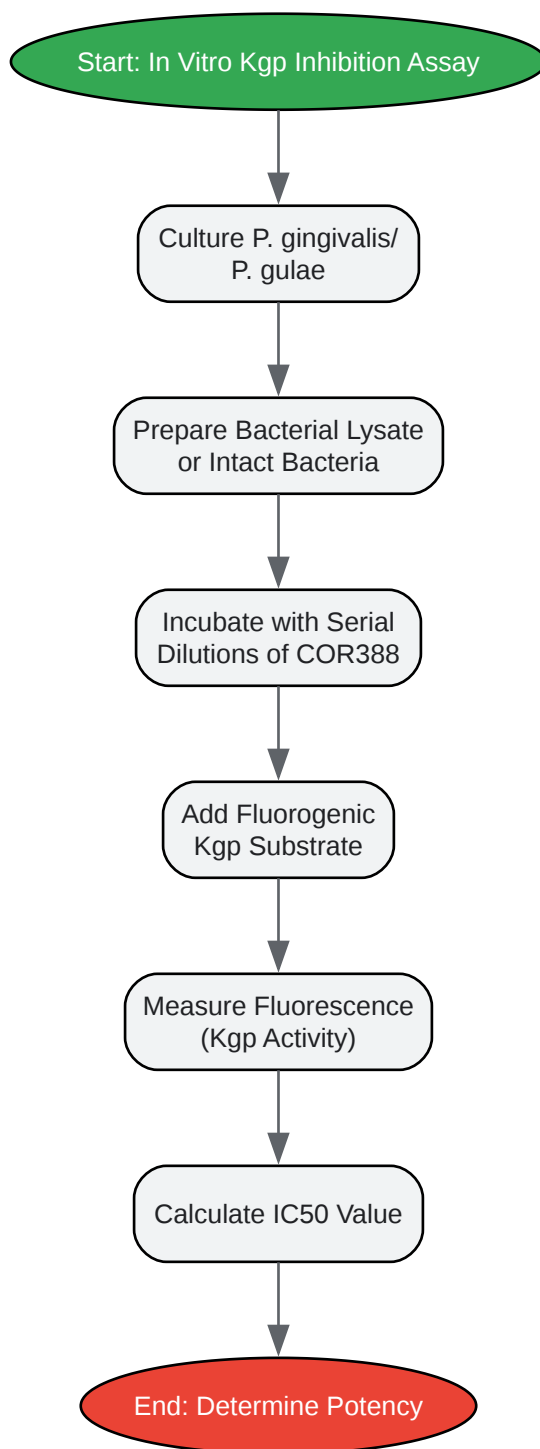 Start: In Vitro Kgp Inhibition Assay
Culture P. gingivalis/
P. gulae
Prepare Bacterial Lysate
or Intact Bacteria
Incubate with Serial
Dilutions of COR388
Add Fluorogenic
Kgp Substrate
Measure Fluorescence
(Kgp Activity)
Calculate IC50 Value
End: Determine Potency